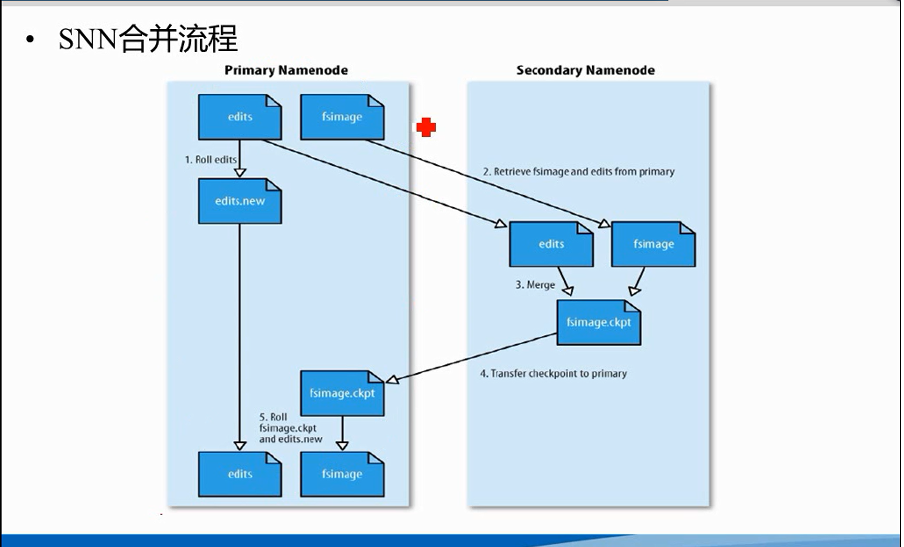 • SNN合并流程
Primary Namenode
Secondary Namenode
edits
fsimage
1. Roll edits
2. Retrieve fsimage and edits from primary
edits.new
edits
fsimage
3. Merge
fsimage.ckpt
4. Transfer checkpoint to primary
fsimage.ckpt
5. Roll
fsimage.ckpt
and edits.new
edits
fsimage